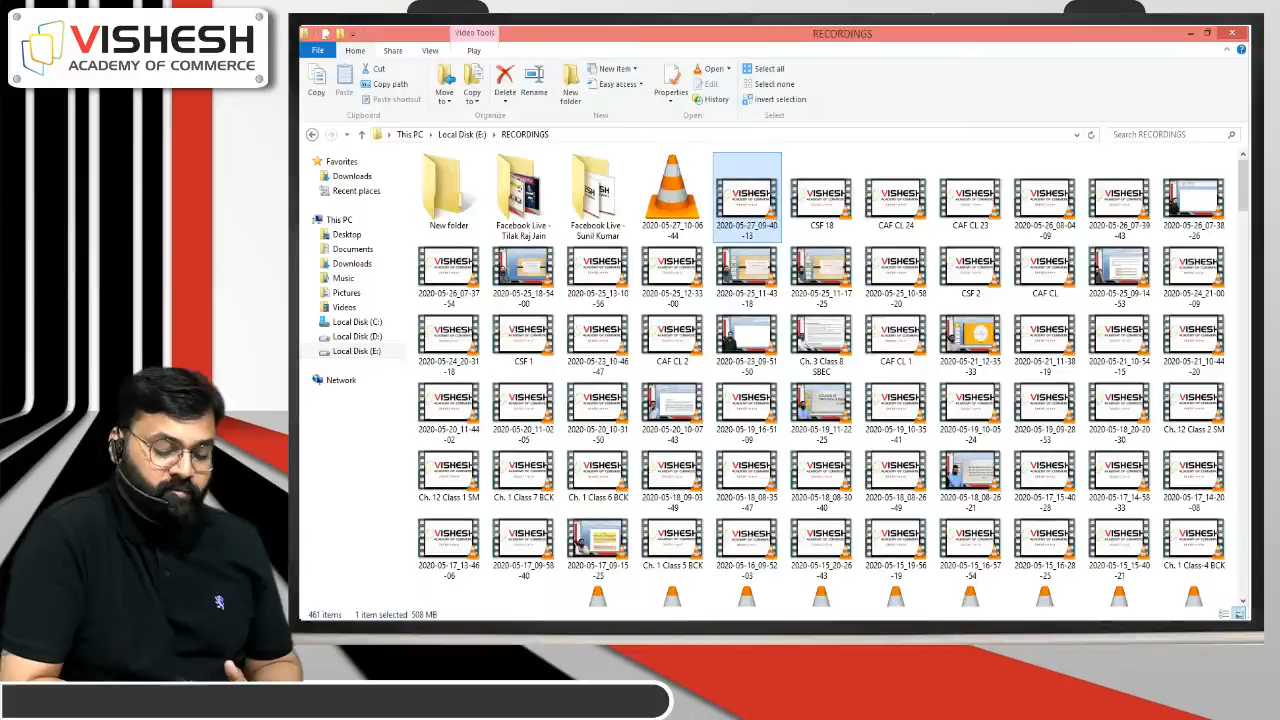 VISHESH
ACADEMY OF COMMERCE
Video Tools
RECORDINGS
File
Home
Share
View
Play
Copy
Paste
Cut
Copy path
Paste shortcut
Clipboard
Move to
Copy to
Delete
Rename
Organize
New folder
New item
Easy access
New
Properties
Open
Edit
History
Open
Select all
Select none
Invert selection
Select
This PC
Local Disk (E:)
RECORDINGS
Search RECORDINGS
Favorites
Downloads
Recent places
This PC
Desktop
Documents
Downloads
Music
Pictures
Videos
Local Disk (C:)
Local Disk (D:)
Local Disk (E:)
Network
New folder
Facebook Live - Tilak Raj Jain
Facebook Live - Sunil Kumar
2020-05-27_10-06-44
2020-05-27_09-40-13
CSF 18
CAF CL 24
CAF CL 23
2020-05-26_08-04-09
2020-05-26_07-39-43
2020-05-26_07-38-26
2020-05-26_07-37-54
2020-05-25_18-54-00
2020-05-25_13-10-56
2020-05-25_12-33-00
2020-05-25_11-43-18
2020-05-25_11-17-25
2020-05-25_10-58-20
CSF 2
CAF CL
2020-05-25_09-14-53
2020-05-24_21-00-09
2020-05-24_20-31-18
CSF 1
2020-05-23_10-46-47
CAF CL 2
2020-05-23_09-51-50
Ch. 3 Class 8 SBEC
CAF CL 1
2020-05-21_12-35-33
2020-05-21_11-38-19
2020-05-21_10-54-15
2020-05-21_10-44-20
2020-05-20_11-44-02
2020-05-20_11-02-05
2020-05-20_10-31-50
2020-05-20_10-07-43
2020-05-19_16-51-09
2020-05-19_11-22-25
2020-05-19_10-35-41
2020-05-19_10-05-24
2020-05-19_09-28-53
2020-05-18_20-20-30
Ch. 12 Class 2 SM
Ch. 12 Class 1 SM
Ch. 1 Class 7 BCK
Ch. 1 Class 6 BCK
2020-05-18_09-03-49
2020-05-18_08-35-47
2020-05-18_08-30-40
2020-05-18_08-26-49
2020-05-18_08-26-21
2020-05-17_15-40-28
2020-05-17_14-58-33
2020-05-17_14-20-08
2020-05-17_13-46-06
2020-05-17_09-58-40
2020-05-17_09-15-25
Ch. 1 Class 5 BCK
2020-05-16_09-52-03
2020-05-15_20-26-43
2020-05-15_19-56-19
2020-05-15_16-57-54
2020-05-15_16-28-25
2020-05-15_15-40-21
Ch. 1 Class-4 BCK
461 items
1 item selected 508 MB